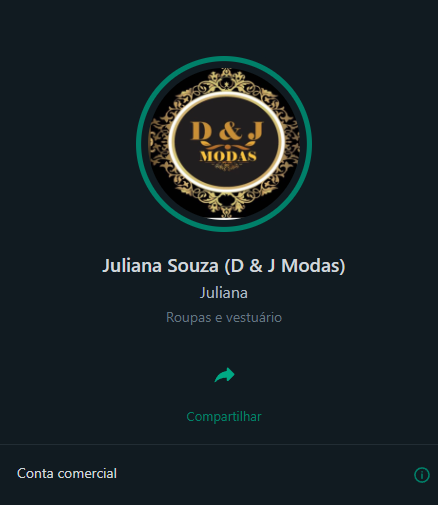 D & J
MODAS
Juliana Souza (D & J Modas)
Juliana
Roupas e vestuário
Compartilhar
Conta comercial